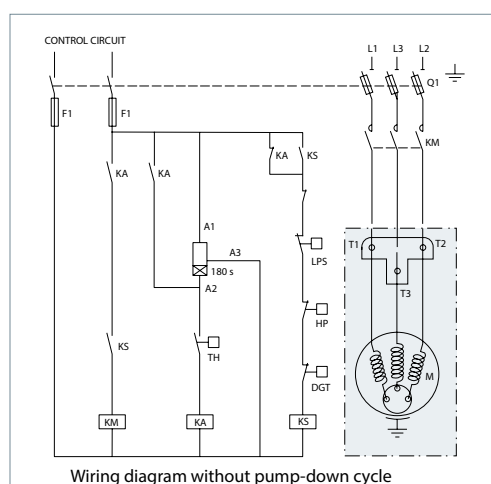 CONTROL CIRCUIT
L1 L3 L2
Q1
F1 F1
KA KS
KM
KA KA
A1
T1 T2
A3
LPS
180 s
T3
A2
HP
KS
TH
M
DGT
KM KA KS
Wiring diagram without pump-down cycle